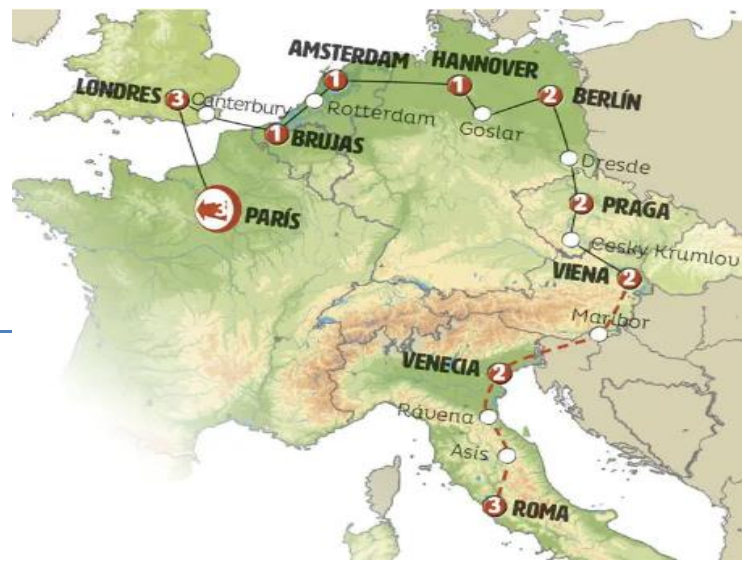 AMSTERDAM
HANNOVER
LONDRES
3
Canterbury
1
Rotterdam
1
Goslar
2
BERLÍN
1
BRUJAS
Dresde
3
PARÍS
2
PRAGA
Cesky Krumlov
VIENA
2
Maribor
VENECIA
2
Rávena
Asis
3
ROMA